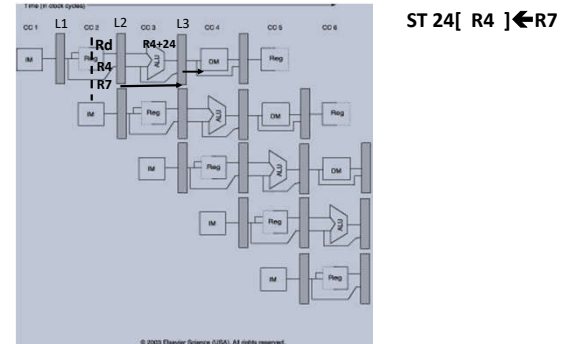 Time (in clock cycles)
ST 24[ R4 ]🡸R7
CC 1 L1 CC 2 L2 CC 3 L3 CC 4 CC 5 CC 6
Rd R4+24
IM Reg ALU DM Reg
R4
R7
IM Reg ALU DM Reg
IM Reg ALU DM
IM Reg ALU
IM Reg
© 2003 Elsevier Science (USA). All rights reserved.